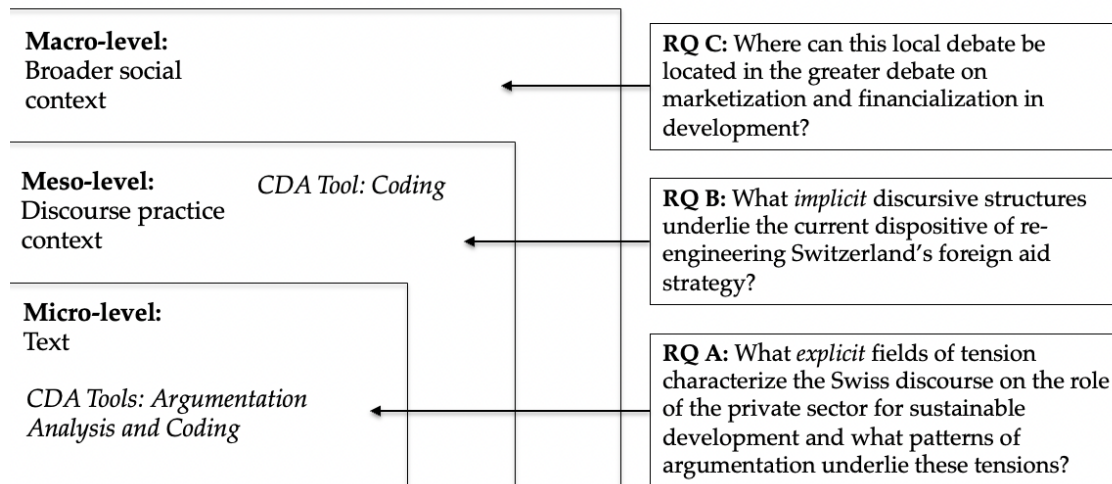 Macro-level:
Broader social
context
RQ C: Where can this local debate be
located in the greater debate on
marketization and financialization in
development?
Meso-level:
Discourse practice
context
CDA Tool: Coding
RQ B: What implicit discursive structures
underlie the current dispositive of re-
engineering Switzerland’s foreign aid
strategy?
Micro-level:
Text
CDA Tools: Argumentation
Analysis and Coding
RQ A: What explicit fields of tension
characterize the Swiss discourse on the role
of the private sector for sustainable
development and what patterns of
argumentation underlie these tensions?